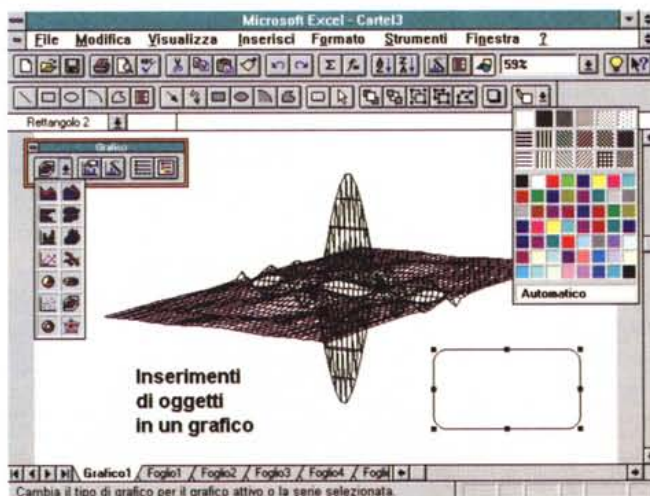 Microsoft Excel - Cartel3
File Modifica Visualizza Inserisci Formato Strumenti Finestra ?
59%
Rettangolo 2
Grafico
Automatico
Inserimenti
di oggetti
in un grafico
Grafico1 Foglio1 Foglio2 Foglio3 Foglio4 Fogli
Cambia il tipo di grafico per il grafico attivo o la serie selezionata.